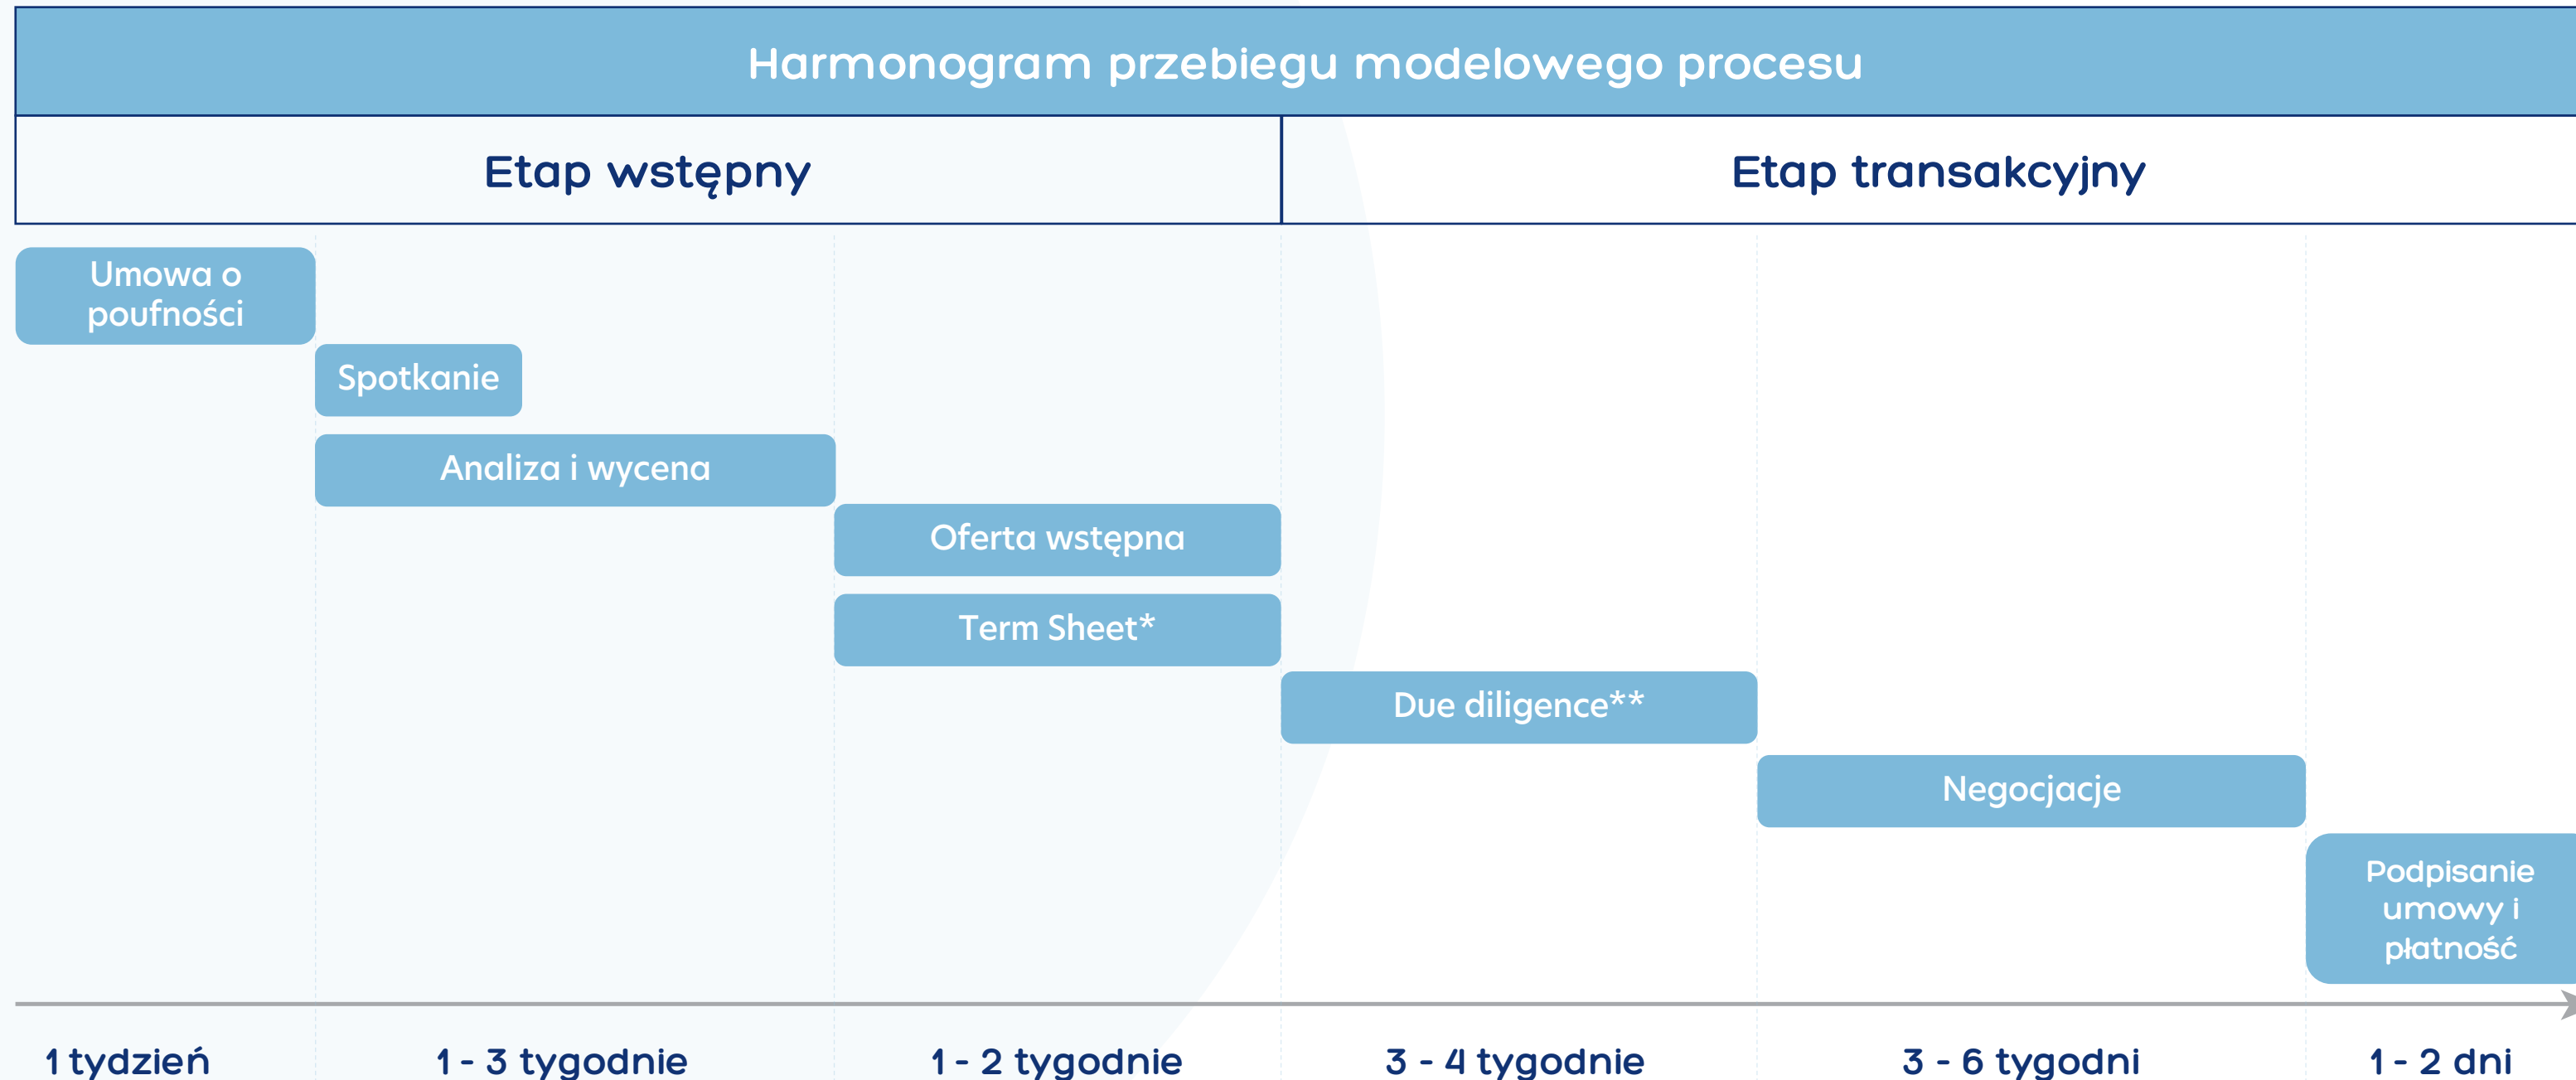 Harmonogram przebiegu modelowego procesu
Etap wstępny
Etap transakcyjny
Umowa o
poufności
Spotkanie
Analiza i wycena
Oferta wstępna
Term Sheet*
Due diligence**
Negocjacje
Podpisanie
umowy i
płatność
1 tydzień
1 - 3 tygodnie
1 - 2 tygodnie
3 - 4 tygodnie
3 - 6 tygodni
1 - 2 dni